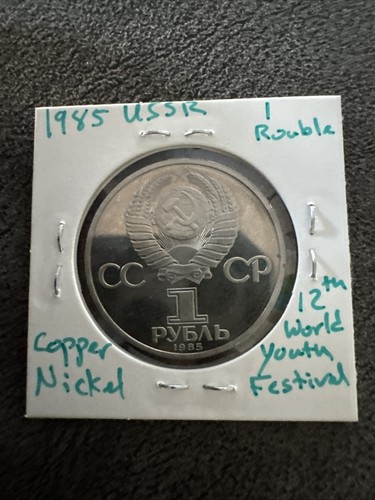 1985 USSR
1
Rouble
СС СР
1
РУБЛЬ
1985
Copper
Nickel
12th
World
Youth
Festival